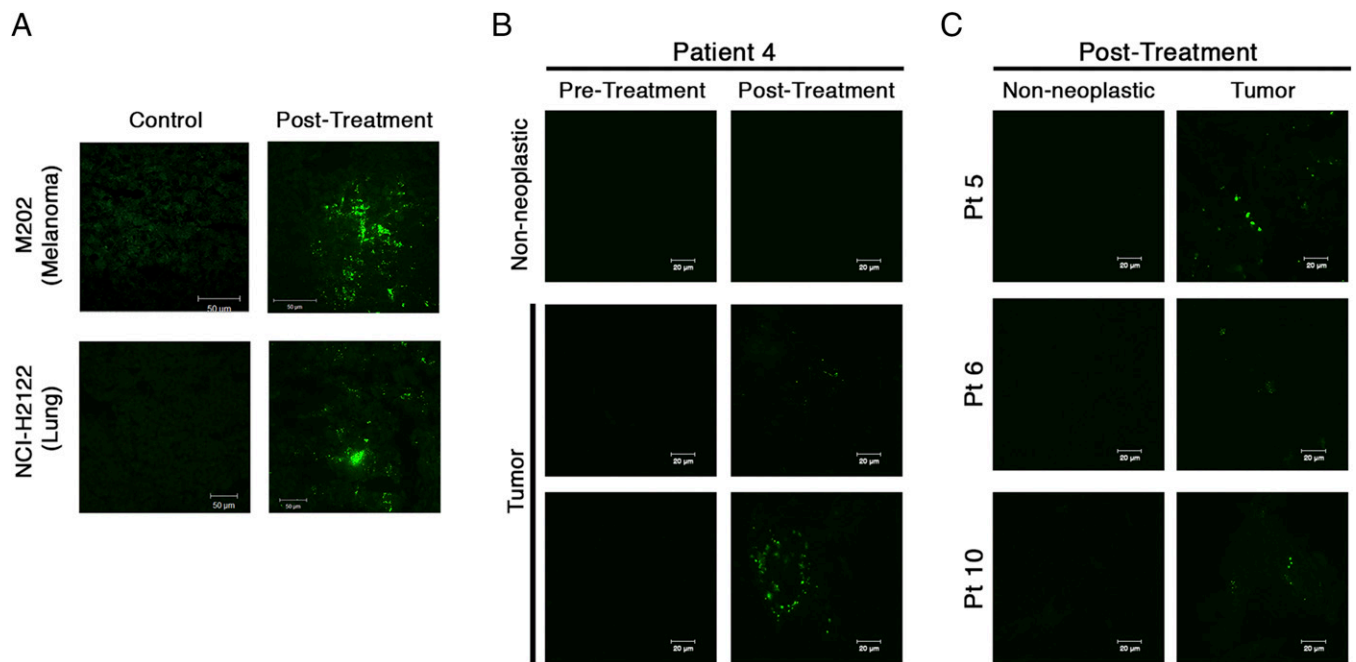 A
Control
Post-Treatment
M202
(Melanoma)
50 µm
50 µm
NCI-H2122
(Lung)
50 µm
50 µm
B
Patient 4
Pre-Treatment
Post-Treatment
Non-neoplastic
20 µm
20 µm
Tumor
20 µm
20 µm
20 µm
20 µm
C
Post-Treatment
Non-neoplastic
Tumor
Pt 5
20 µm
20 µm
Pt 6
20 µm
20 µm
Pt 10
20 µm
20 µm